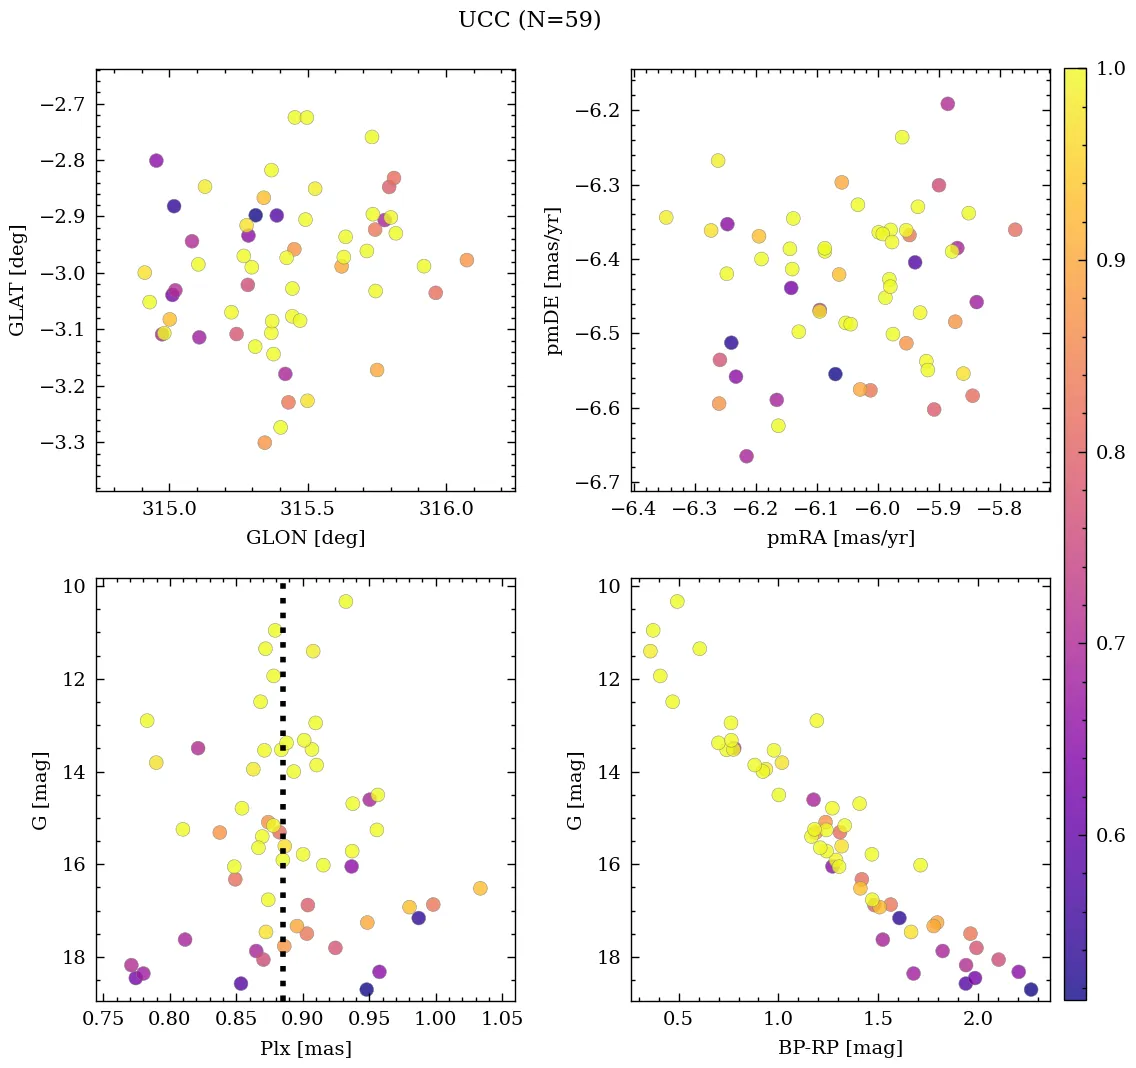 UCC (N=59)
−2.7
−2.8
−2.9
−3.0
−3.1
−3.2
−3.3
GLAT [deg]
315.0 315.5 316.0
GLON [deg]
−6.2
−6.3
−6.4
−6.5
−6.6
−6.7
pmDE [mas/yr]
−6.4 −6.3 −6.2 −6.1 −6.0 −5.9 −5.8
pmRA [mas/yr]
1.0
0.9
0.8
0.7
0.6
10
12
14
16
18
G [mag]
0.75 0.80 0.85 0.90 0.95 1.00 1.05
Plx [mas]
10
12
14
16
18
G [mag]
0.5 1.0 1.5 2.0
BP-RP [mag]